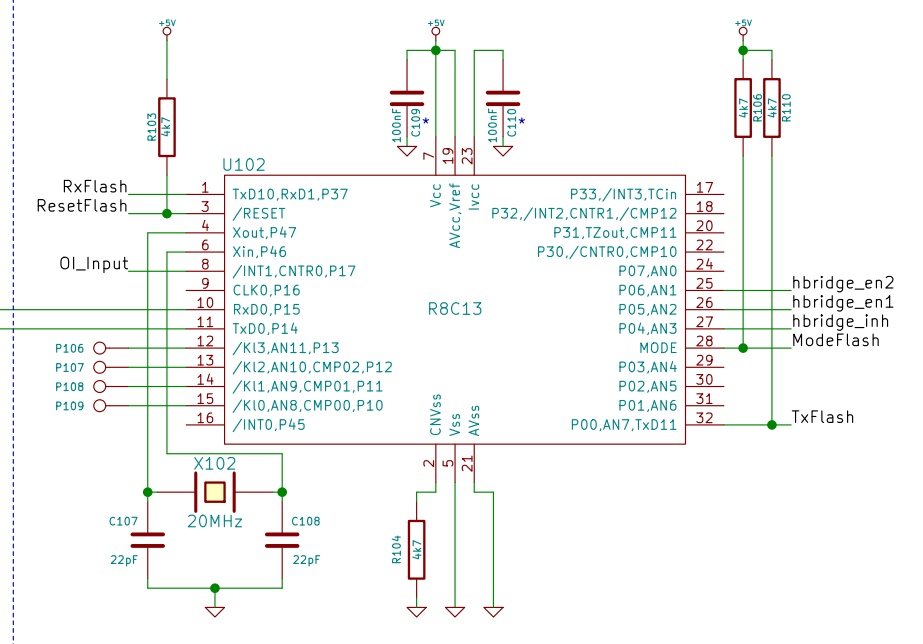 +5V
+5V
+5V
R103
4k7
100nF
C109
*
100nF
C110
*
4k7
R106
4k7
R110
U102
7
19
23
Vcc
AVcc,Vref
Ivcc
RxFlash
1
TxD10,RxD1,P37
P33,/INT3,TCin
17
ResetFlash
3
/RESET
P32,/INT2,CNTR1,/CMP12
18
4
Xout,P47
P31,TZout,CMP11
20
6
Xin,P46
P30,/CNTR0,CMP10
22
OI_Input
8
/INT1,CNTR0,P17
P07,AN0
24
9
CLK0,P16
P06,AN1
25
hbridge_en2
10
RxD0,P15
R8C13
P05,AN2
26
hbridge_en1
11
TxD0,P14
P04,AN3
27
hbridge_inh
P106
12
/KI3,AN11,P13
MODE
28
ModeFlash
P107
13
/KI2,AN10,CMP02,P12
P03,AN4
29
P108
14
/KI1,AN9,CMP01,P11
P02,AN5
30
P109
15
/KI0,AN8,CMP00,P10
P01,AN6
31
16
/INT0,P45
P00,AN7,TxD11
32
TxFlash
CNVss
Vss
AVss
2
5
21
X102
20MHz
C107
22pF
C108
22pF
R104
4k7